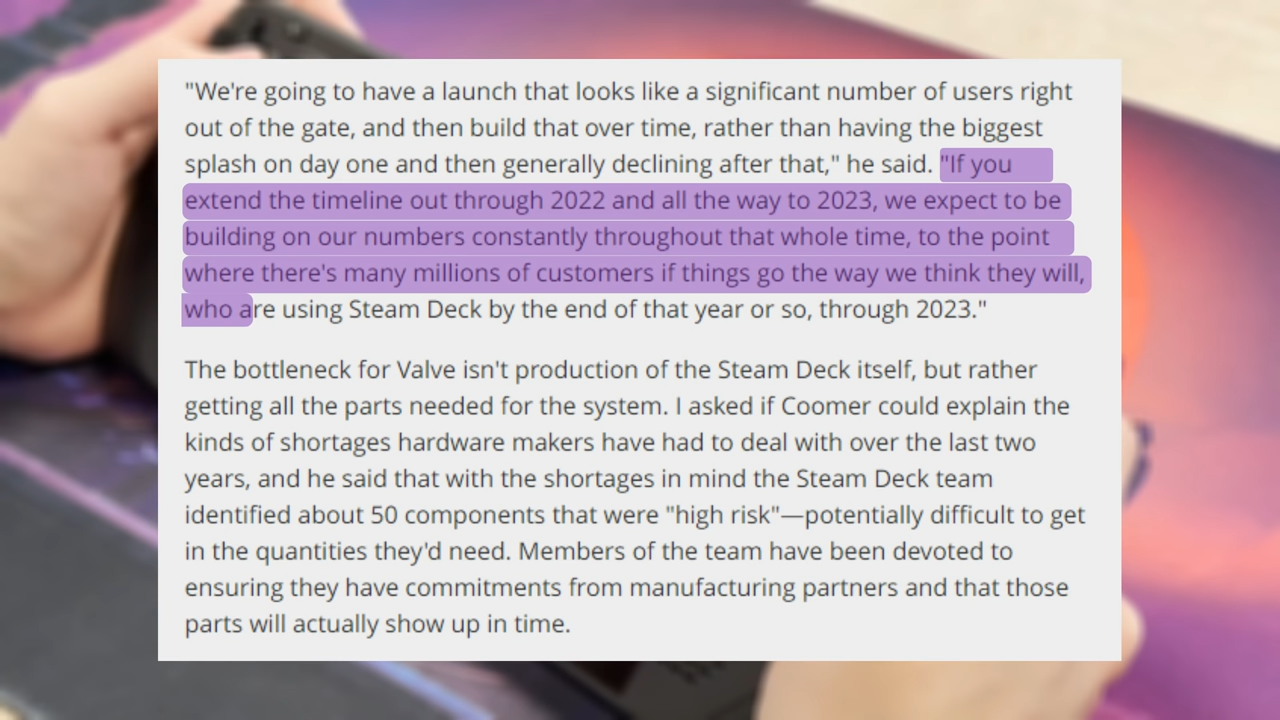 "We're going to have a launch that looks like a significant number of users right
out of the gate, and then build that over time, rather than having the biggest
splash on day one and then generally declining after that," he said. "If you
extend the timeline out through 2022 and all the way to 2023, we expect to be
building on our numbers constantly throughout that whole time, to the point
where there's many millions of customers if things go the way we think they will,
who are using Steam Deck by the end of that year or so, through 2023."
The bottleneck for Valve isn't production of the Steam Deck itself, but rather
getting all the parts needed for the system. I asked if Coomer could explain the
kinds of shortages hardware makers have had to deal with over the last two
years, and he said that with the shortages in mind the Steam Deck team
identified about 50 components that were "high risk"—potentially difficult to get
in the quantities they'd need. Members of the team have been devoted to
ensuring they have commitments from manufacturing partners and that those
parts will actually show up in time.